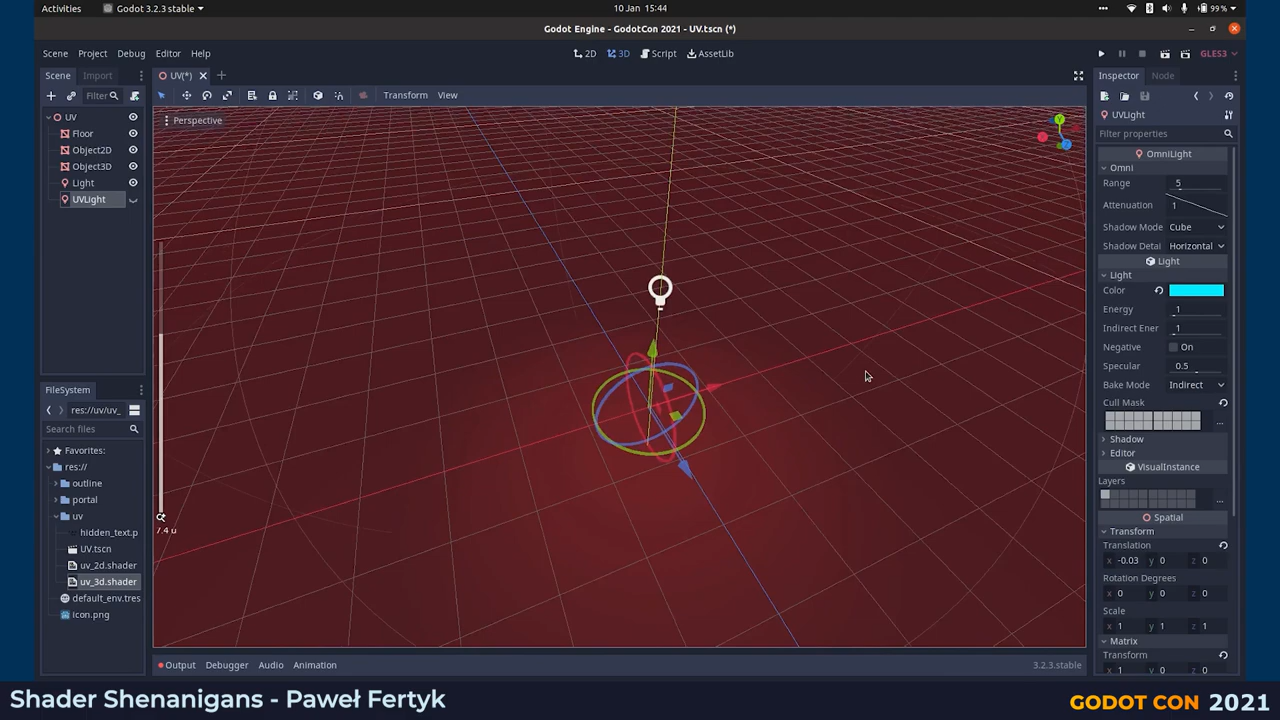 Activities Godot 3.2.3 stable 10 Jan 15:44 99%
Godot Engine - GodotCon 2021 - UV.tscn (*)
Scene Project Debug Editor Help 2D 3D Script AssetLib GLES3
Scene Import UV(*) Inspector Node
Filter Transform View
UV UVLight
Perspective Y
Floor Filter properties
Object2D OmniLight
Object3D Omni
Light Range 5
UVLight Attenuation 1
Shadow Mode Cube
Shadow Detai Horizontal
Light
Light
Color
Energy 1
Indirect Ener 1
Negative On
Specular 0.5
Bake Mode Indirect
FileSystem
Cull Mask
res://uv/uv_
Search files
Shadow
Favorites:
Editor
res://
VisualInstance
outline
Layers
portal
uv
Spatial
hidden_text.p
Transform
7.4 u
UV.tscn
Translation
uv_2d.shader
x -0.03 y 0 z 0
uv_3d.shader
Rotation Degrees
default_env.tres
x 0 y 0 z 0
icon.png
Scale
x 1 y 1 z 1
Matrix
Transform
Output Debugger Audio Animation 3.2.3.stable
x 1 y 0 z 0
Shader Shenanigans - Paweł Fertyk GODOT CON 2021